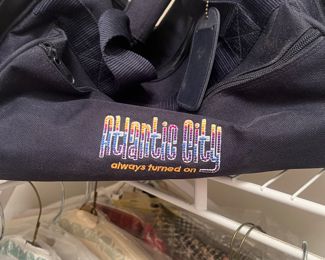 Atlantic City
always turned on